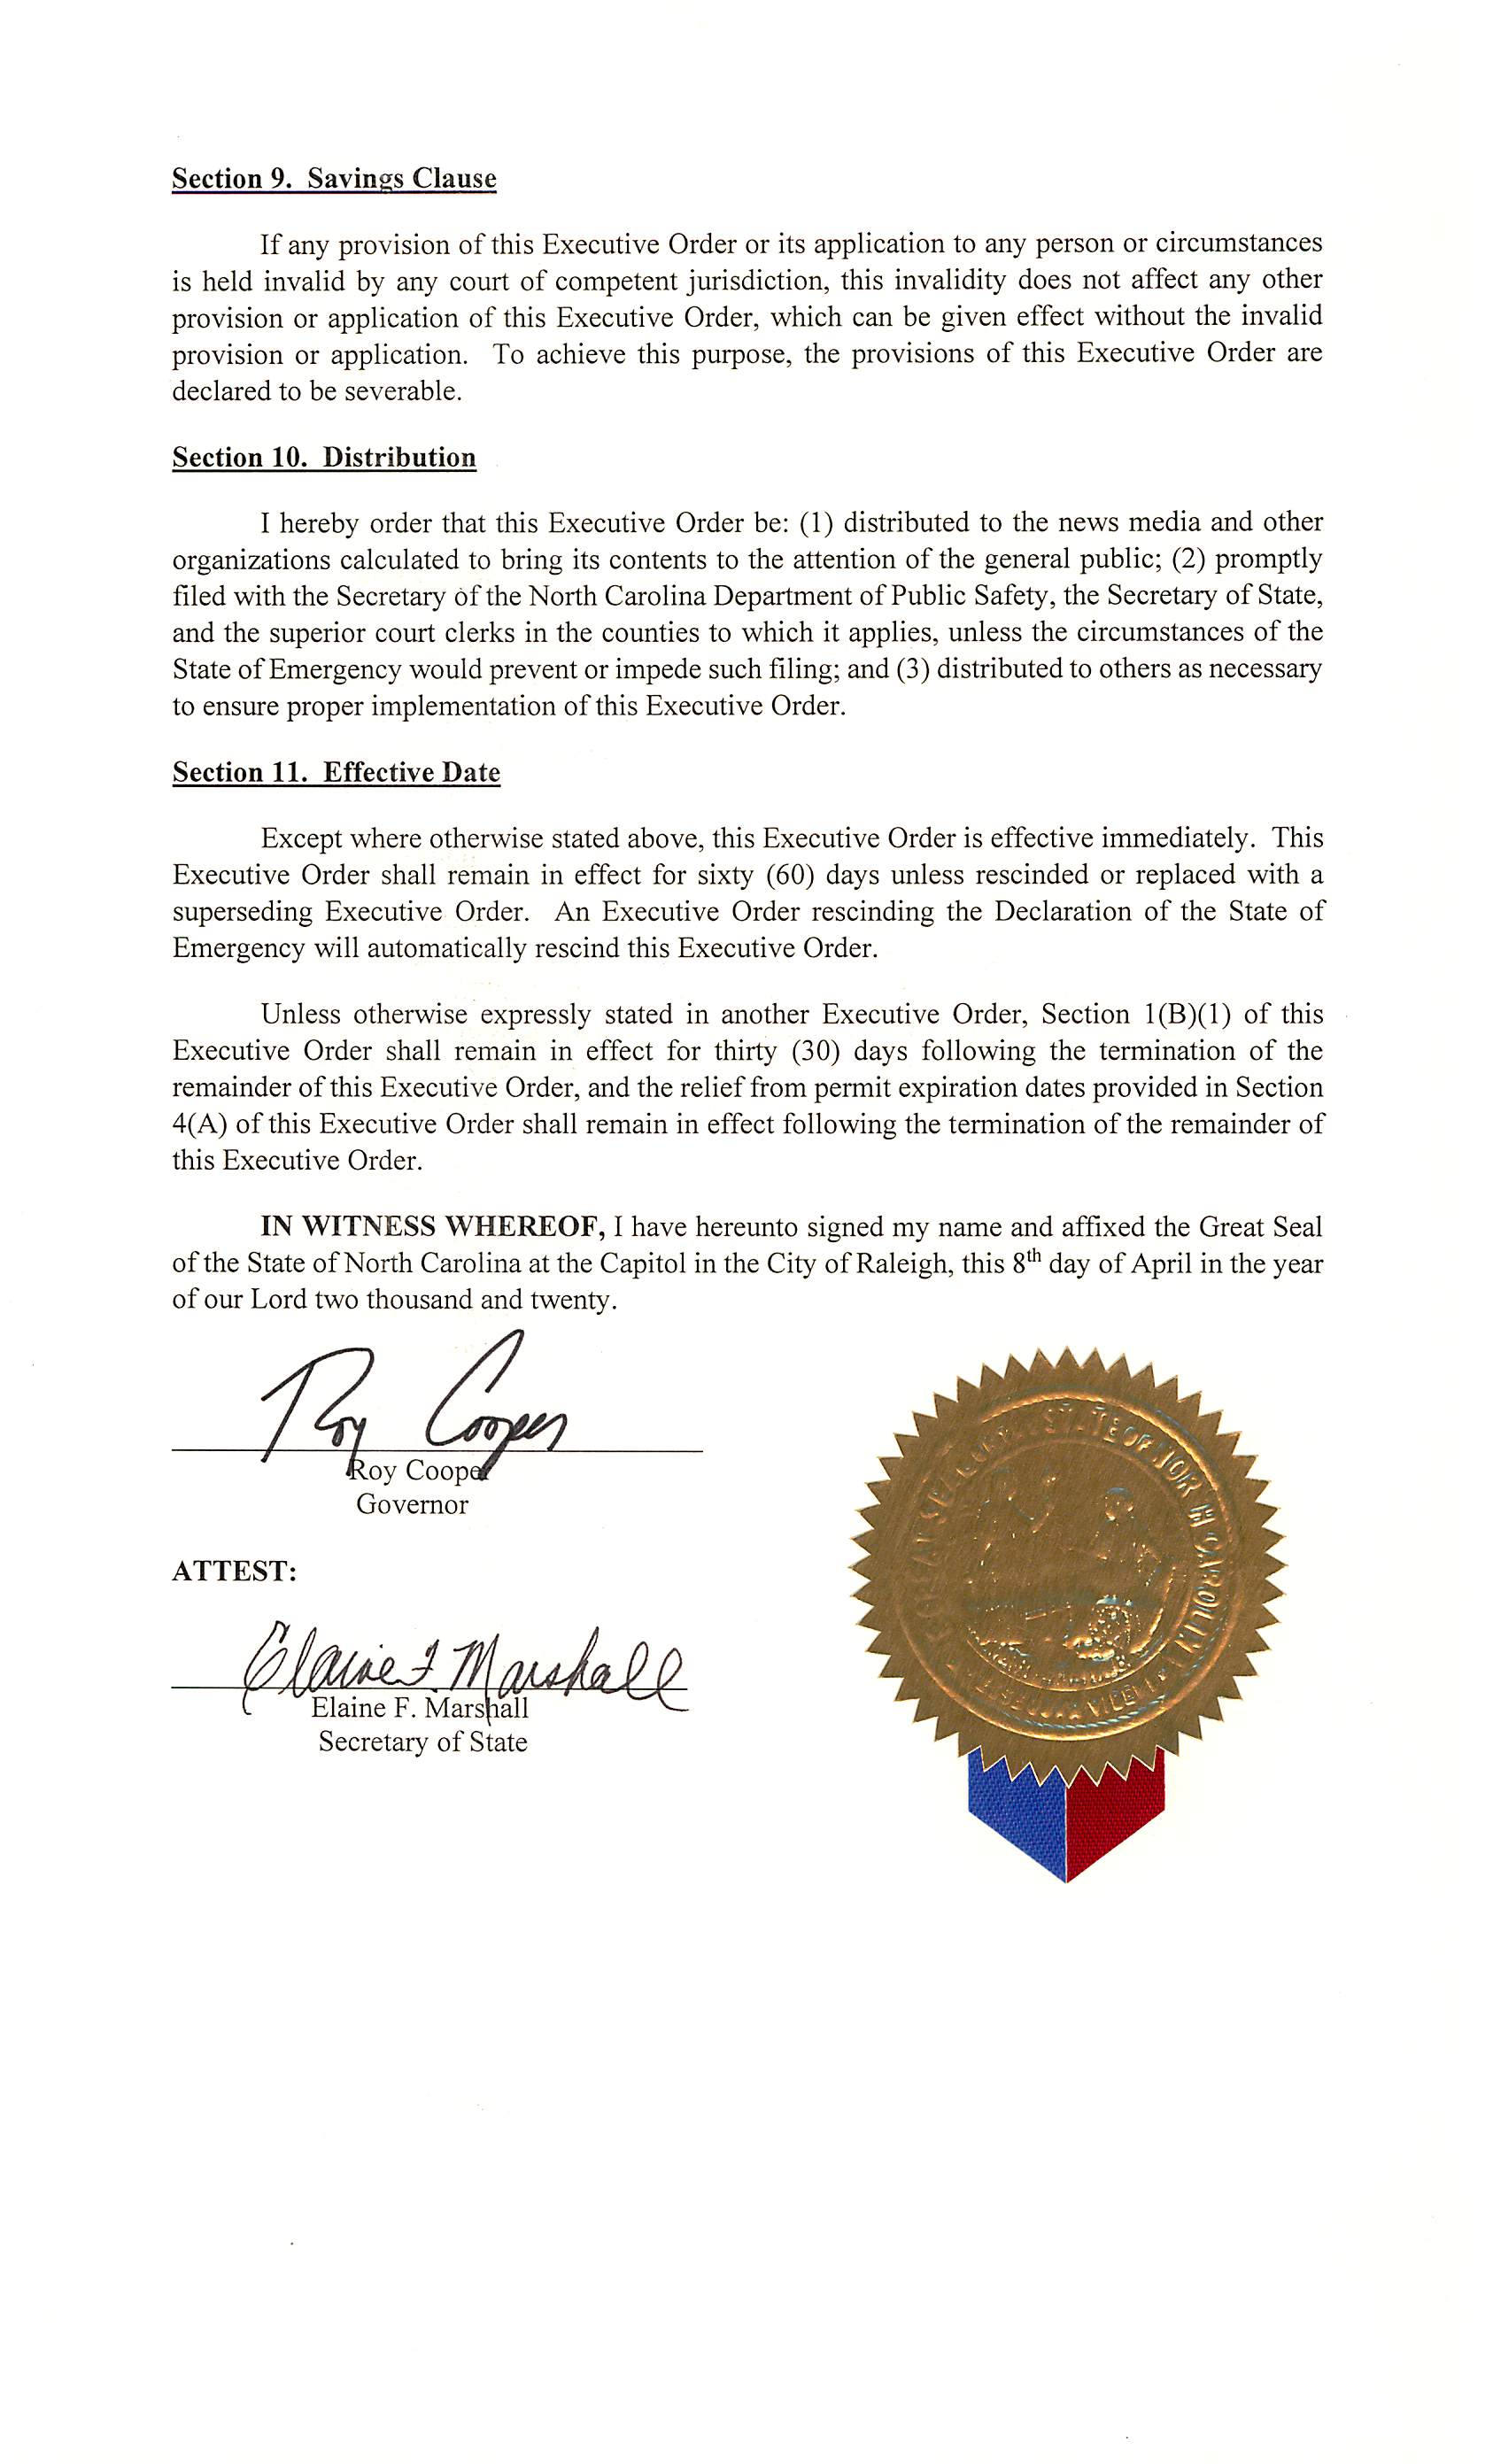 Section 9. Savings Clause
If any provision of this Executive Order or its application to any person or circumstances
is held invalid by any court of competent jurisdiction, this invalidity does not affect any other
provision or application of this Executive Order, which can be given effect without the invalid
provision or application. To achieve this purpose, the provisions of this Executive Order are
declared to be severable.
Section 10. Distribution
I hereby order that this Executive Order be: (1) distributed to the news media and other
organizations calculated to bring its contents to the attention of the general public; (2) promptly
filed with the Secretary of the North Carolina Department of Public Safety, the Secretary of State,
and the superior court clerks in the counties to which it applies, unless the circumstances of the
State of Emergency would prevent or impede such filing; and (3) distributed to others as necessary
to ensure proper implementation of this Executive Order.
Section 11. Effective Date
Except where otherwise stated above, this Executive Order is effective immediately. This
Executive Order shall remain in effect for sixty (60) days unless rescinded or replaced with a
superseding Executive Order. An Executive Order rescinding the Declaration of the State of
Emergency will automatically rescind this Executive Order.
Unless otherwise expressly stated in another Executive Order, Section 1(B)(1) of this
Executive Order shall remain in effect for thirty (30) days following the termination of the
remainder of this Executive Order, and the relief from permit expiration dates provided in Section
4(A) of this Executive Order shall remain in effect following the termination of the remainder of
this Executive Order.
IN WITNESS WHEREOF, I have hereunto signed my name and affixed the Great Seal
of the State of North Carolina at the Capitol in the City of Raleigh, this 8th day of April in the year
of our Lord two thousand and twenty.
Roy Cooper
Roy Cooper
Governor
ATTEST:
Elaine F. Marshall
Elaine F. Marshall
Secretary of State
STATE OF NORTH CAROLINA